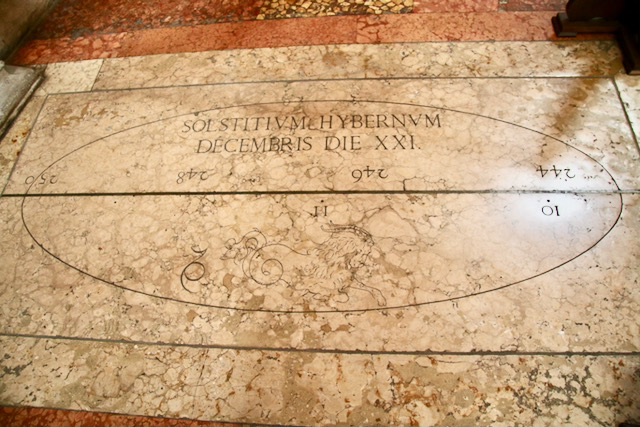 SOLSTITIVM HYBERNVM
DECEMBRIS DIE XXI.
250 248 246 244
11 10